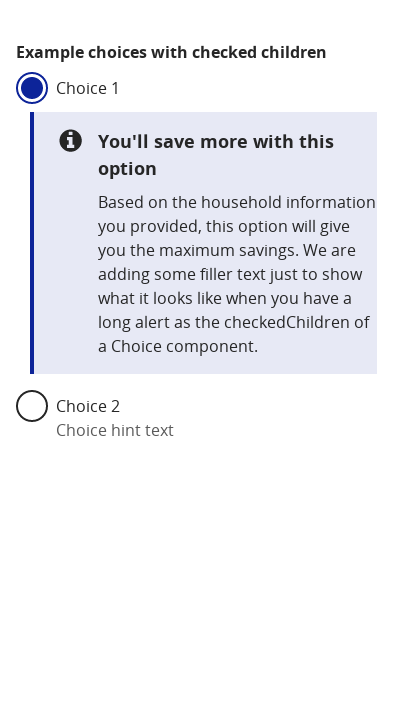 Example choices with checked children
Choice 1
You'll save more with this
option
Based on the household information
you provided, this option will give
you the maximum savings. We are
adding some filler text just to show
what it looks like when you have a
long alert as the checkedChildren of
a Choice component.
Choice 2
Choice hint text